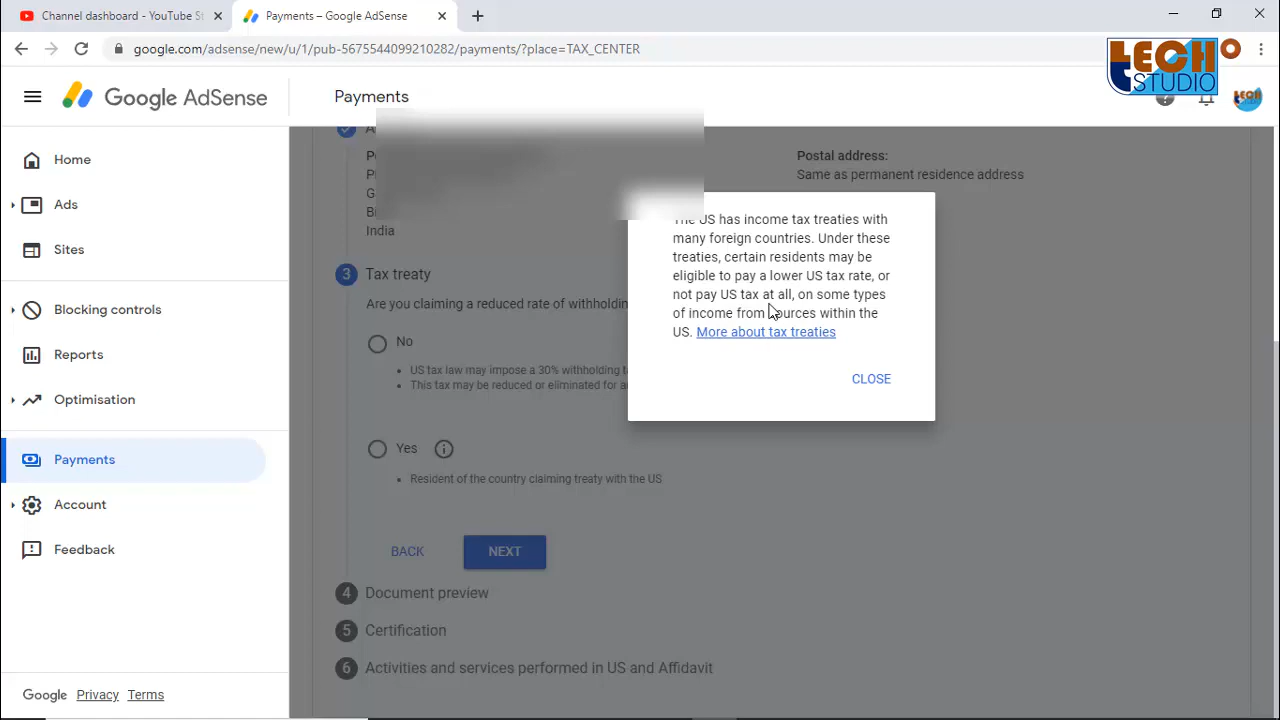 Channel dashboard - YouTube St
Payments – Google AdSense
google.com/adsense/new/u/1/pub-5675544099210282/payments/?place=TAX_CENTER
TECH
STUDIO
Google AdSense
Payments
TECH
Home
Ads
Sites
Blocking controls
Reports
Optimisation
Payments
Account
Feedback
Google Privacy Terms
Postal address:
Same as permanent residence address
India
3 Tax treaty
Are you claiming a reduced rate of withholding
No
• US tax law may impose a 30% withholding
• This tax may be reduced or eliminated for
Yes
• Resident of the country claiming treaty with the US
BACK NEXT
4 Document preview
5 Certification
6 Activities and services performed in US and Affidavit
The US has income tax treaties with
many foreign countries. Under these
treaties, certain residents may be
eligible to pay a lower US tax rate, or
not pay US tax at all, on some types
of income from sources within the
US. More about tax treaties
CLOSE